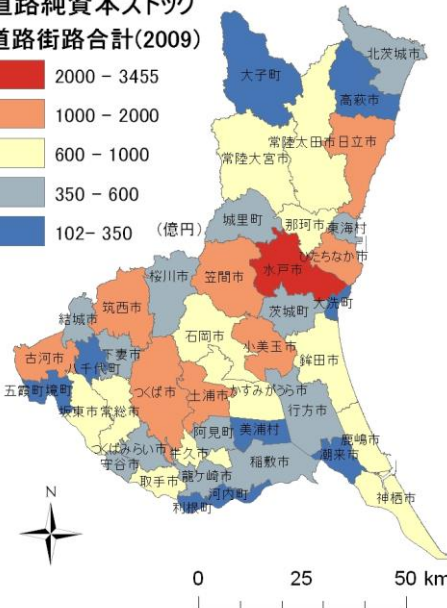 道路純資本ストック
道路街路合計(2009)
2000 - 3455
1000 - 2000
600 - 1000
350 - 600
102- 350 (億円)
北茨城市
大子町
高萩市
常陸太田市
日立市
常陸大宮市
城里町
那珂市
東海村
ひたちなか市
水戸市
笠間市
桜川市
大洗町
筑西市
茨城町
結城市
石岡市
小美玉市
下妻市
鉾田市
古河市
八千代町
五霞町
境町
つくば市
土浦市
かすみがうら市
坂東市
常総市
行方市
阿見町
美浦村
鹿嶋市
つくばみらい市
牛久市
潮来市
守谷市
稲敷市
龍ケ崎市
取手市
河内町
神栖市
利根町
N
0 25 50 km